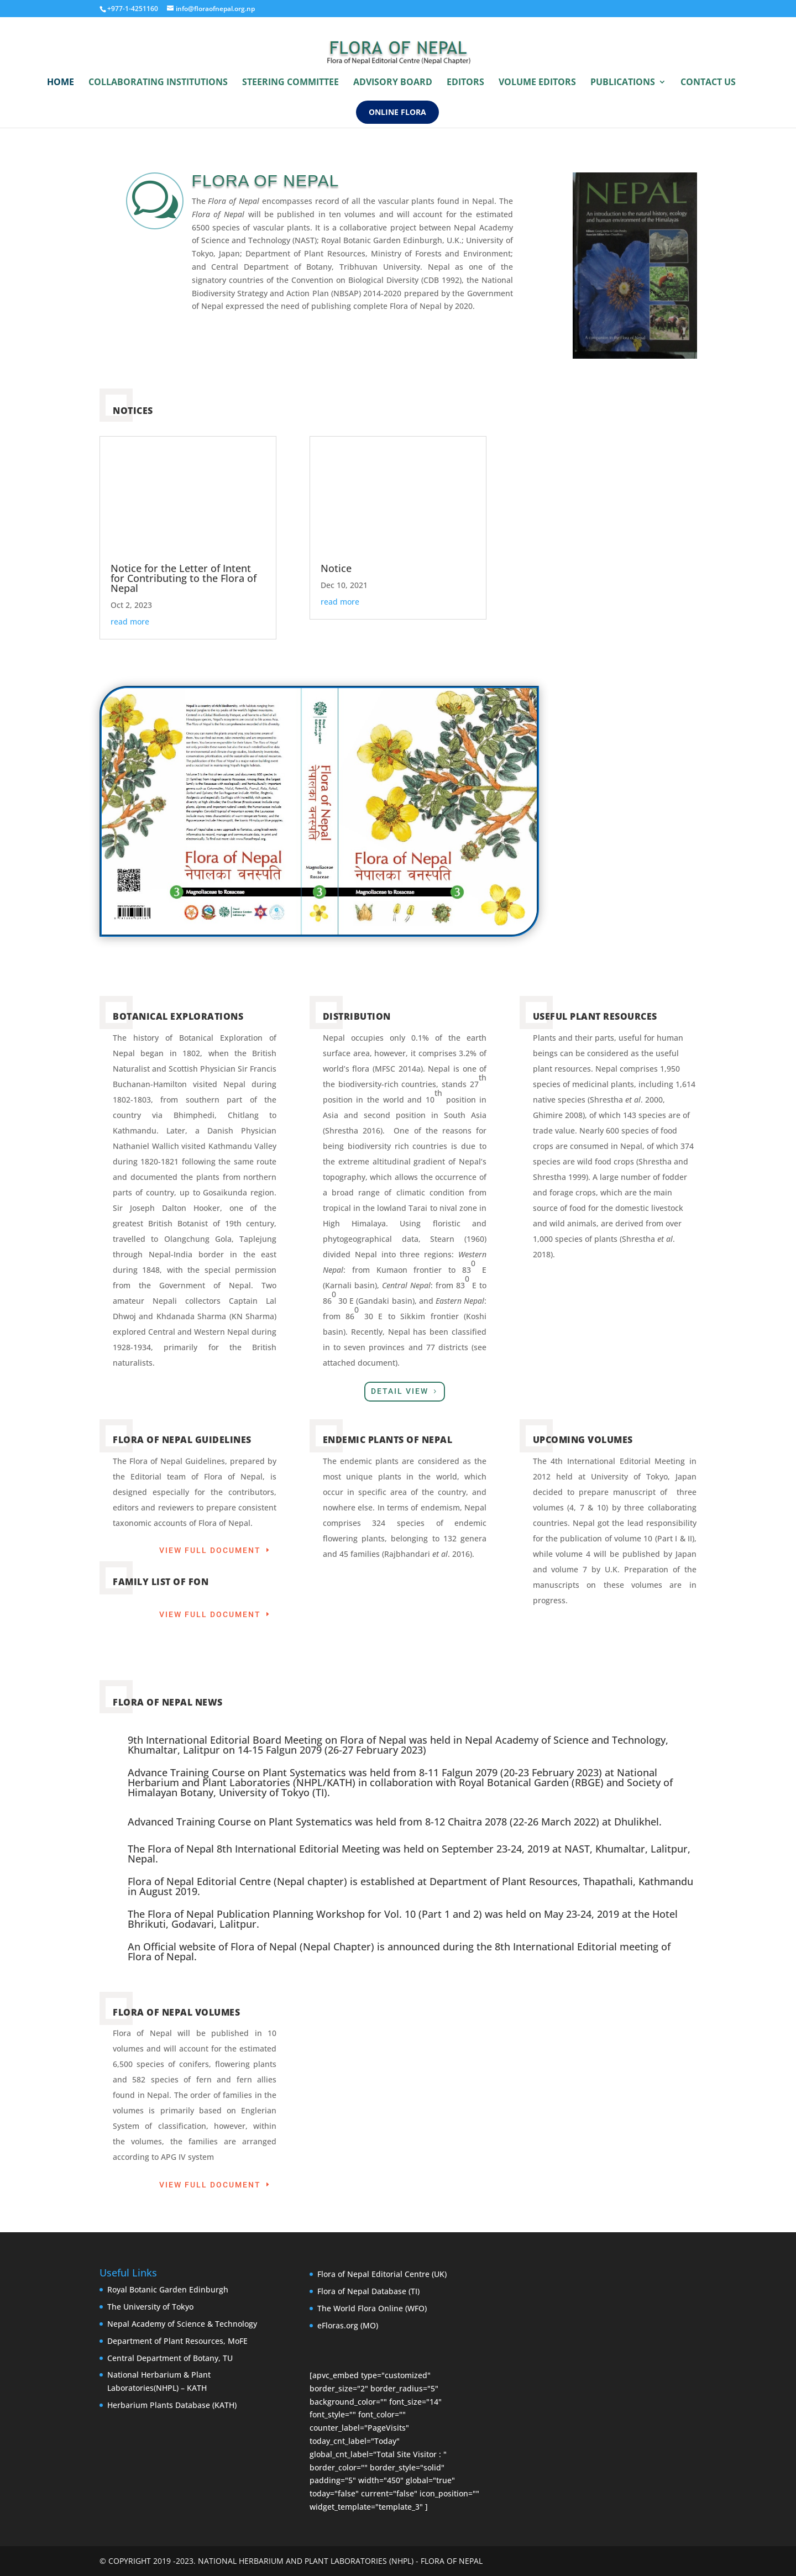 +977-1-4251160 info@floraofnepal.org.np
FLORA OF NEPAL
Flora of Nepal Editorial Centre (Nepal Chapter)
HOME COLLABORATING INSTITUTIONS STEERING COMMITTEE ADVISORY BOARD EDITORS VOLUME EDITORS PUBLICATIONS CONTACT US
ONLINE FLORA
FLORA OF NEPAL
The Flora of Nepal encompasses record of all the vascular plants found in Nepal. The
Flora of Nepal will be published in ten volumes and will account for the estimated
6500 species of vascular plants. It is a collaborative project between Nepal Academy
of Science and Technology (NAST); Royal Botanic Garden Edinburgh, U.K.; University of
Tokyo, Japan; Department of Plant Resources, Ministry of Forests and Environment;
and Central Department of Botany, Tribhuvan University, Nepal as one of the
signatory countries of the Convention on Biological Diversity (CDB 1992), the National
Biodiversity Strategy and Action Plan (NBSAP) 2014-2020 prepared by the Government
of Nepal expressed the need of publishing complete Flora of Nepal by 2020.
NEPAL
An introduction to the natural history, ecology
and human environment of the Himalayas
NOTICES
Notice for the Letter of Intent
for Contributing to the Flora of
Nepal
Oct 2, 2023
read more
Notice
Dec 10, 2021
read more
Flora of Nepal
नेपालका वनस्पति
3 Magnoliaceae to Rosaceae
Flora of Nepal
नेपालका वनस्पति
Magnoliaceae
to
Rosaceae
3
Flora of Nepal
नेपालका वनस्पति
Magnoliaceae to Rosaceae 3
BOTANICAL EXPLORATIONS
The history of Botanical Exploration of
Nepal began in 1802, when the British
Naturalist and Scottish Physician Sir Francis
Buchanan-Hamilton visited Nepal during
1802-1803, from southern part of the
country via Bhimphedi, Chitlang to
Kathmandu. Later, a Danish Physician
Nathaniel Wallich visited Kathmandu Valley
during 1820-1821 following the same route
and documented the plants from northern
parts of country, up to Gosaikunda region.
Sir Joseph Dalton Hooker, one of the
greatest British Botanist of 19th century,
travelled to Olangchung Gola, Taplejung
through Nepal-India border in the east
during 1848, with the special permission
from the Government of Nepal. Two
amateur Nepali collectors Captain Lal
Dhwoj and Khdanada Sharma (KN Sharma)
explored Central and Western Nepal during
1928-1934, primarily for the British
naturalists.
DISTRIBUTION
Nepal occupies only 0.1% of the earth
surface area, however, it comprises 3.2% of
world's flora (MFSC 2014a). Nepal is one of
the biodiversity-rich countries, stands 27th
position in the world and 10th position in
Asia and second position in South Asia
(Shrestha 2016). One of the reasons for
being biodiversity rich countries is due to
the extreme altitudinal gradient of Nepal's
topography, which allows the occurrence of
a broad range of climatic condition from
tropical in the lowland Tarai to nival zone in
High Himalaya. Using floristic and
phytogeographical data, Stearn (1960)
divided Nepal into three regions: Western
Nepal: from Kumaon frontier to 830 E
(Karnali basin), Central Nepal: from 830 E to
860 30 E (Gandaki basin), and Eastern Nepal:
from 860 30 E to Sikkim frontier (Koshi
basin). Recently, Nepal has been classified
in to seven provinces and 77 districts (see
attached document).
DETAIL VIEW
USEFUL PLANT RESOURCES
Plants and their parts, useful for human
beings can be considered as the useful
plant resources. Nepal comprises 1,950
species of medicinal plants, including 1,614
native species (Shrestha et al. 2000,
Ghimire 2008), of which 143 species are of
trade value. Nearly 600 species of food
crops are consumed in Nepal, of which 374
species are wild food crops (Shrestha and
Shrestha 1999). A large number of fodder
and forage crops, which are the main
source of food for the domestic livestock
and wild animals, are derived from over
1,000 species of plants (Shrestha et al.
2018).
FLORA OF NEPAL GUIDELINES
The Flora of Nepal Guidelines, prepared by
the Editorial team of Flora of Nepal, is
designed especially for the contributors,
editors and reviewers to prepare consistent
taxonomic accounts of Flora of Nepal.
VIEW FULL DOCUMENT
FAMILY LIST OF FON
VIEW FULL DOCUMENT
ENDEMIC PLANTS OF NEPAL
The endemic plants are considered as the
most unique plants in the world, which
occur in specific area of the country, and
nowhere else. In terms of endemism, Nepal
comprises 324 species of endemic
flowering plants, belonging to 132 genera
and 45 families (Rajbhandari et al. 2016).
UPCOMING VOLUMES
The 4th International Editorial Meeting in
2012 held at University of Tokyo, Japan
decided to prepare manuscript of three
volumes (4, 7 & 10) by three collaborating
countries. Nepal got the lead responsibility
for the publication of volume 10 (Part I & II),
while volume 4 will be published by Japan
and volume 7 by U.K. Preparation of the
manuscripts on these volumes are in
progress.
FLORA OF NEPAL NEWS
9th International Editorial Board Meeting on Flora of Nepal was held in Nepal Academy of Science and Technology,
Khumaltar, Lalitpur on 14-15 Falgun 2079 (26-27 February 2023)
Advance Training Course on Plant Systematics was held from 8-11 Falgun 2079 (20-23 February 2023) at National
Herbarium and Plant Laboratories (NHPL/KATH) in collaboration with Royal Botanical Garden (RBGE) and Society of
Himalayan Botany, University of Tokyo (TI).
Advanced Training Course on Plant Systematics was held from 8-12 Chaitra 2078 (22-26 March 2022) at Dhulikhel.
The Flora of Nepal 8th International Editorial Meeting was held on September 23-24, 2019 at NAST, Khumaltar, Lalitpur,
Nepal.
Flora of Nepal Editorial Centre (Nepal chapter) is established at Department of Plant Resources, Thapathali, Kathmandu
in August 2019.
The Flora of Nepal Publication Planning Workshop for Vol. 10 (Part 1 and 2) was held on May 23-24, 2019 at the Hotel
Bhrikuti, Godavari, Lalitpur.
An Official website of Flora of Nepal (Nepal Chapter) is announced during the 8th International Editorial meeting of
Flora of Nepal.
FLORA OF NEPAL VOLUMES
Flora of Nepal will be published in 10
volumes and will account for the estimated
6,500 species of conifers, flowering plants
and 582 species of fern and fern allies
found in Nepal. The order of families in the
volumes is primarily based on Englerian
System of classification, however, within
the volumes, the families are arranged
according to APG IV system
VIEW FULL DOCUMENT
Useful Links
Royal Botanic Garden Edinburgh
The University of Tokyo
Nepal Academy of Science & Technology
Department of Plant Resources, MoFE
Central Department of Botany, TU
National Herbarium & Plant
Laboratories(NHPL) – KATH
Herbarium Plants Database (KATH)
Flora of Nepal Editorial Centre (UK)
Flora of Nepal Database (TI)
The World Flora Online (WFO)
eFloras.org (MO)
[apvc_embed type="customized"
border_size="2" border_radius="5"
background_color="" font_size="14"
font_style="" font_color=""
counter_label="PageVisits"
today_cnt_label="Today"
global_cnt_label="Total Site Visitor : "
border_color="" border_style="solid"
padding="5" width="450" global="true"
today="false" current="false" icon_position=""
widget_template="template_3" ]
© COPYRIGHT 2019 -2023. NATIONAL HERBARIUM AND PLANT LABORATORIES (NHPL) - FLORA OF NEPAL